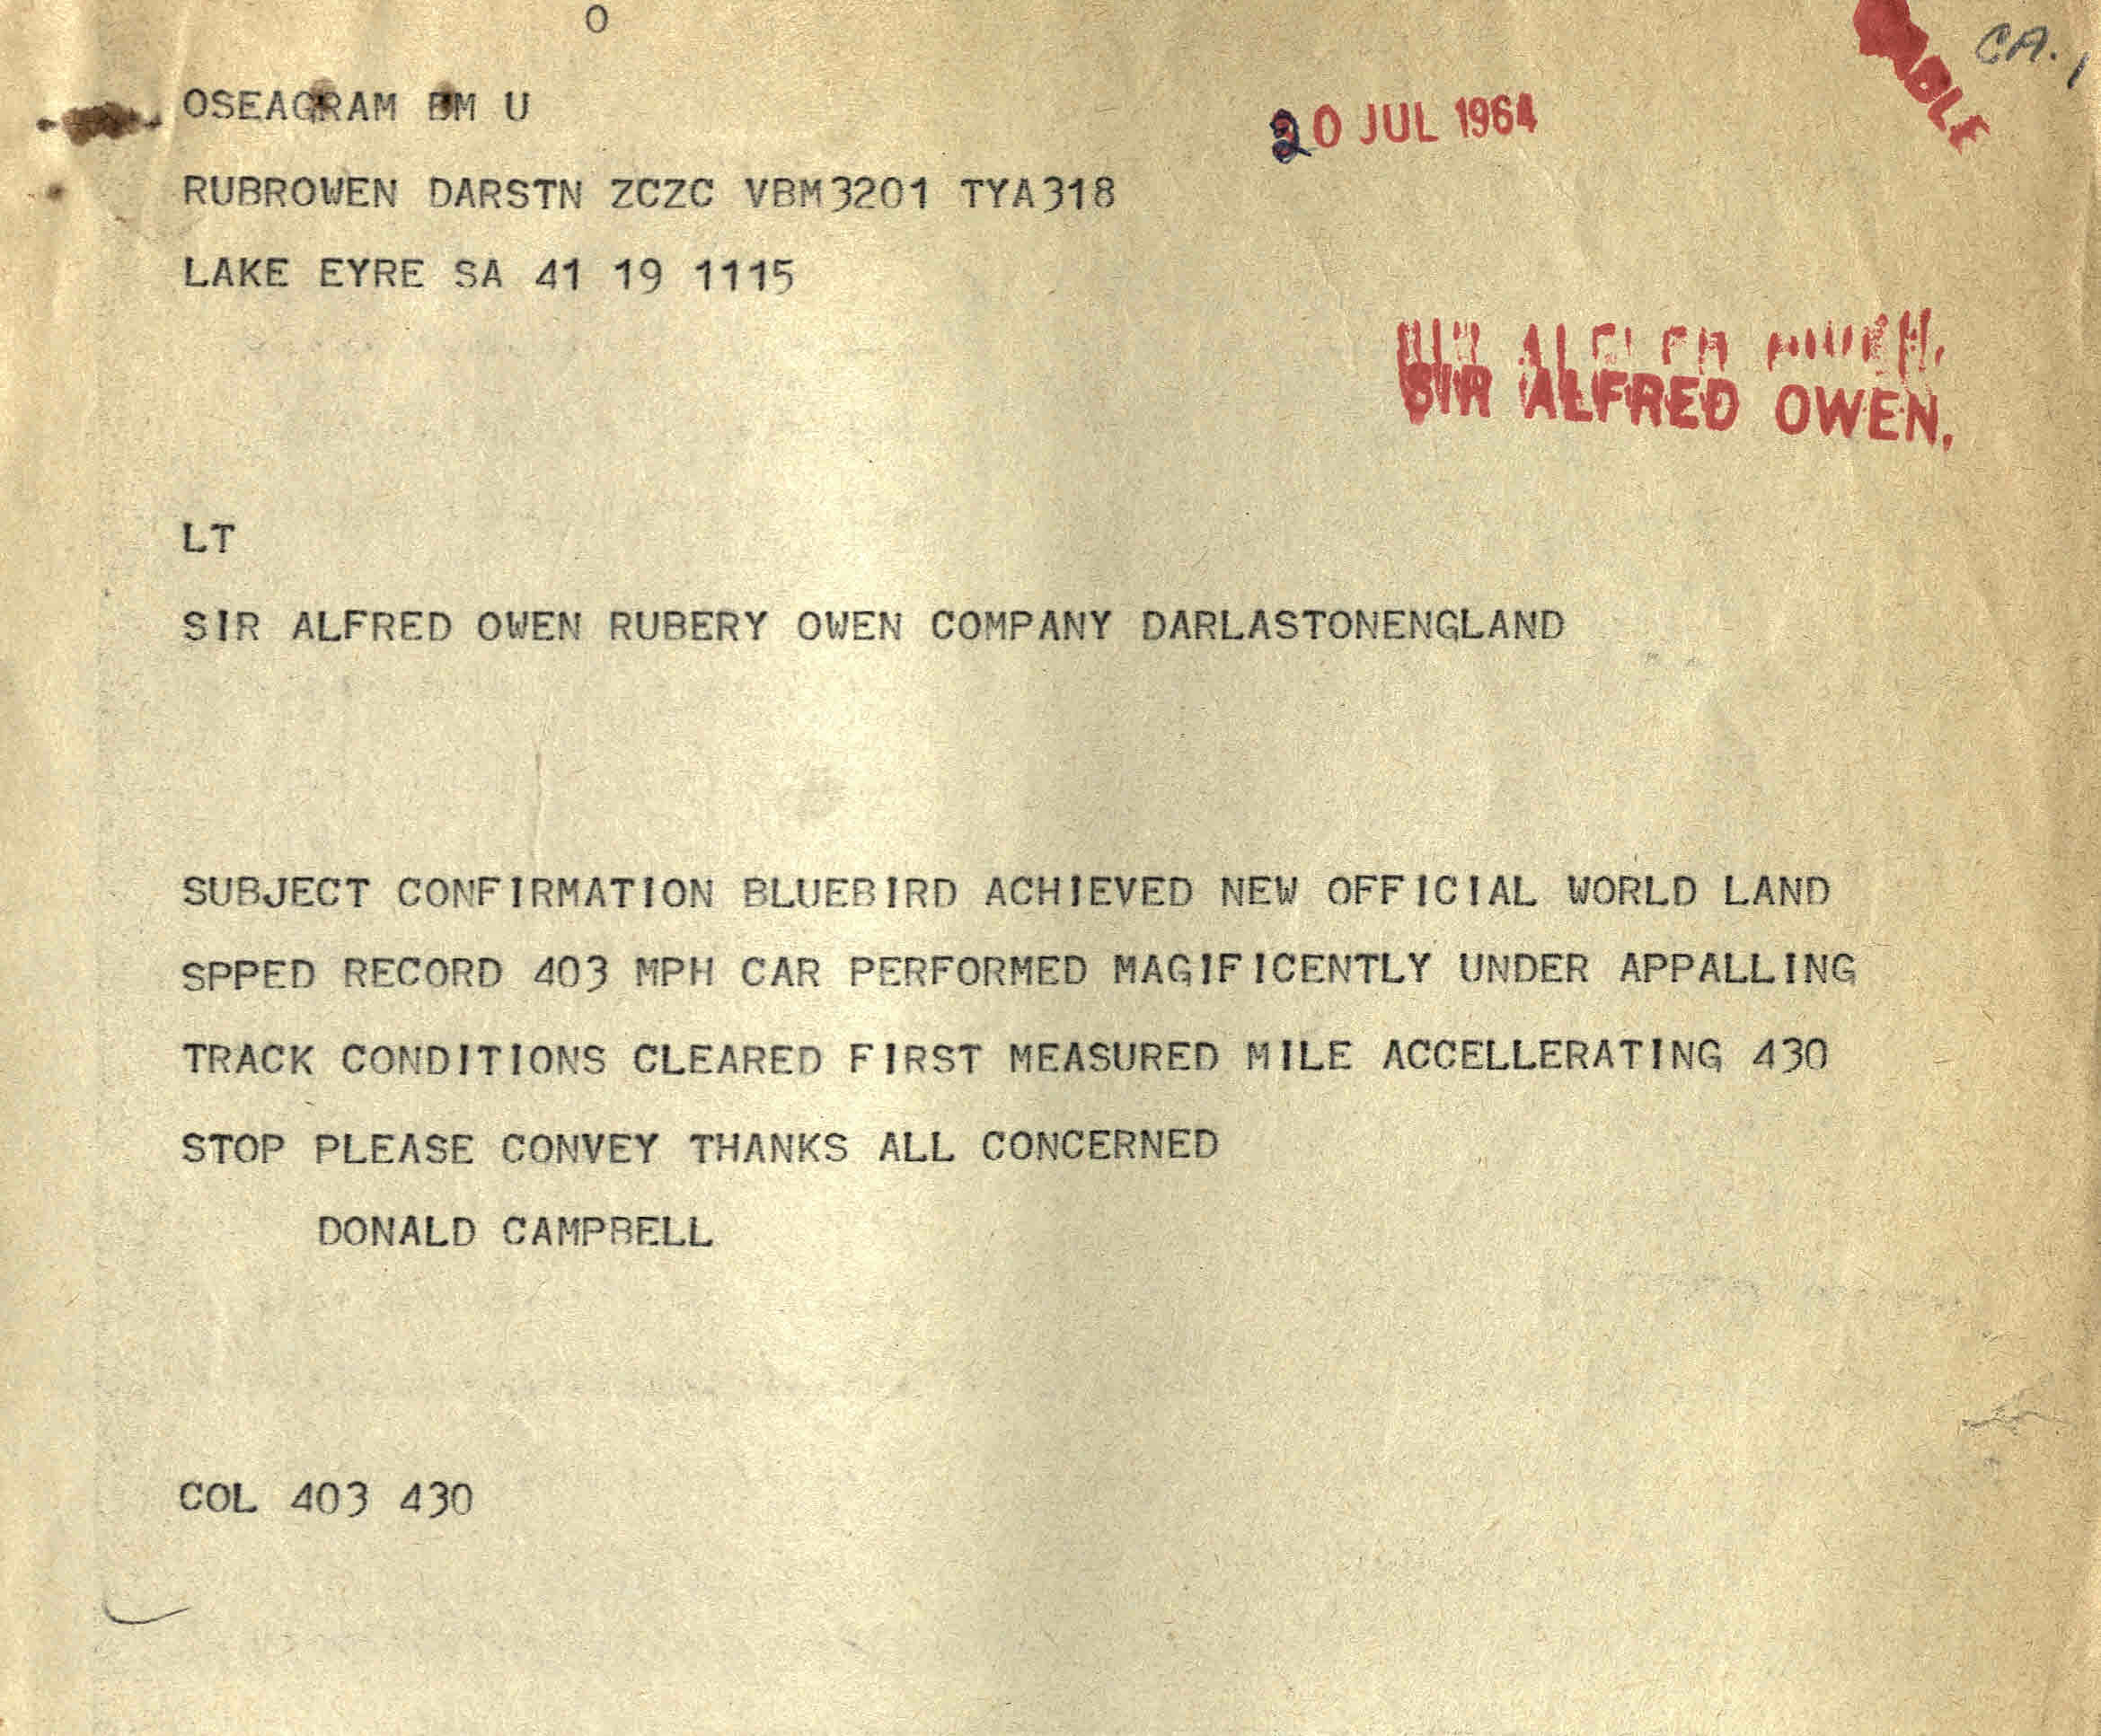 O
CA. 1
OSEAGRAM BM U
20 JUL 1964
RUBROWEN DARSTN ZCZC VBM3201 TYA318
LAKE EYRE SA 41 19 1115
SIR ALFRED OWEN.
LT
SIR ALFRED OWEN RUBERY OWEN COMPANY DARLASTONENGLAND
SUBJECT CONFIRMATION BLUEBIRD ACHIEVED NEW OFFICIAL WORLD LAND
SPPED RECORD 403 MPH CAR PERFORMED MAGIFICENTLY UNDER APPALLING
TRACK CONDITIONS CLEARED FIRST MEASURED MILE ACCELLERATING 430
STOP PLEASE CONVEY THANKS ALL CONCERNED
DONALD CAMPBELL
COL 403 430